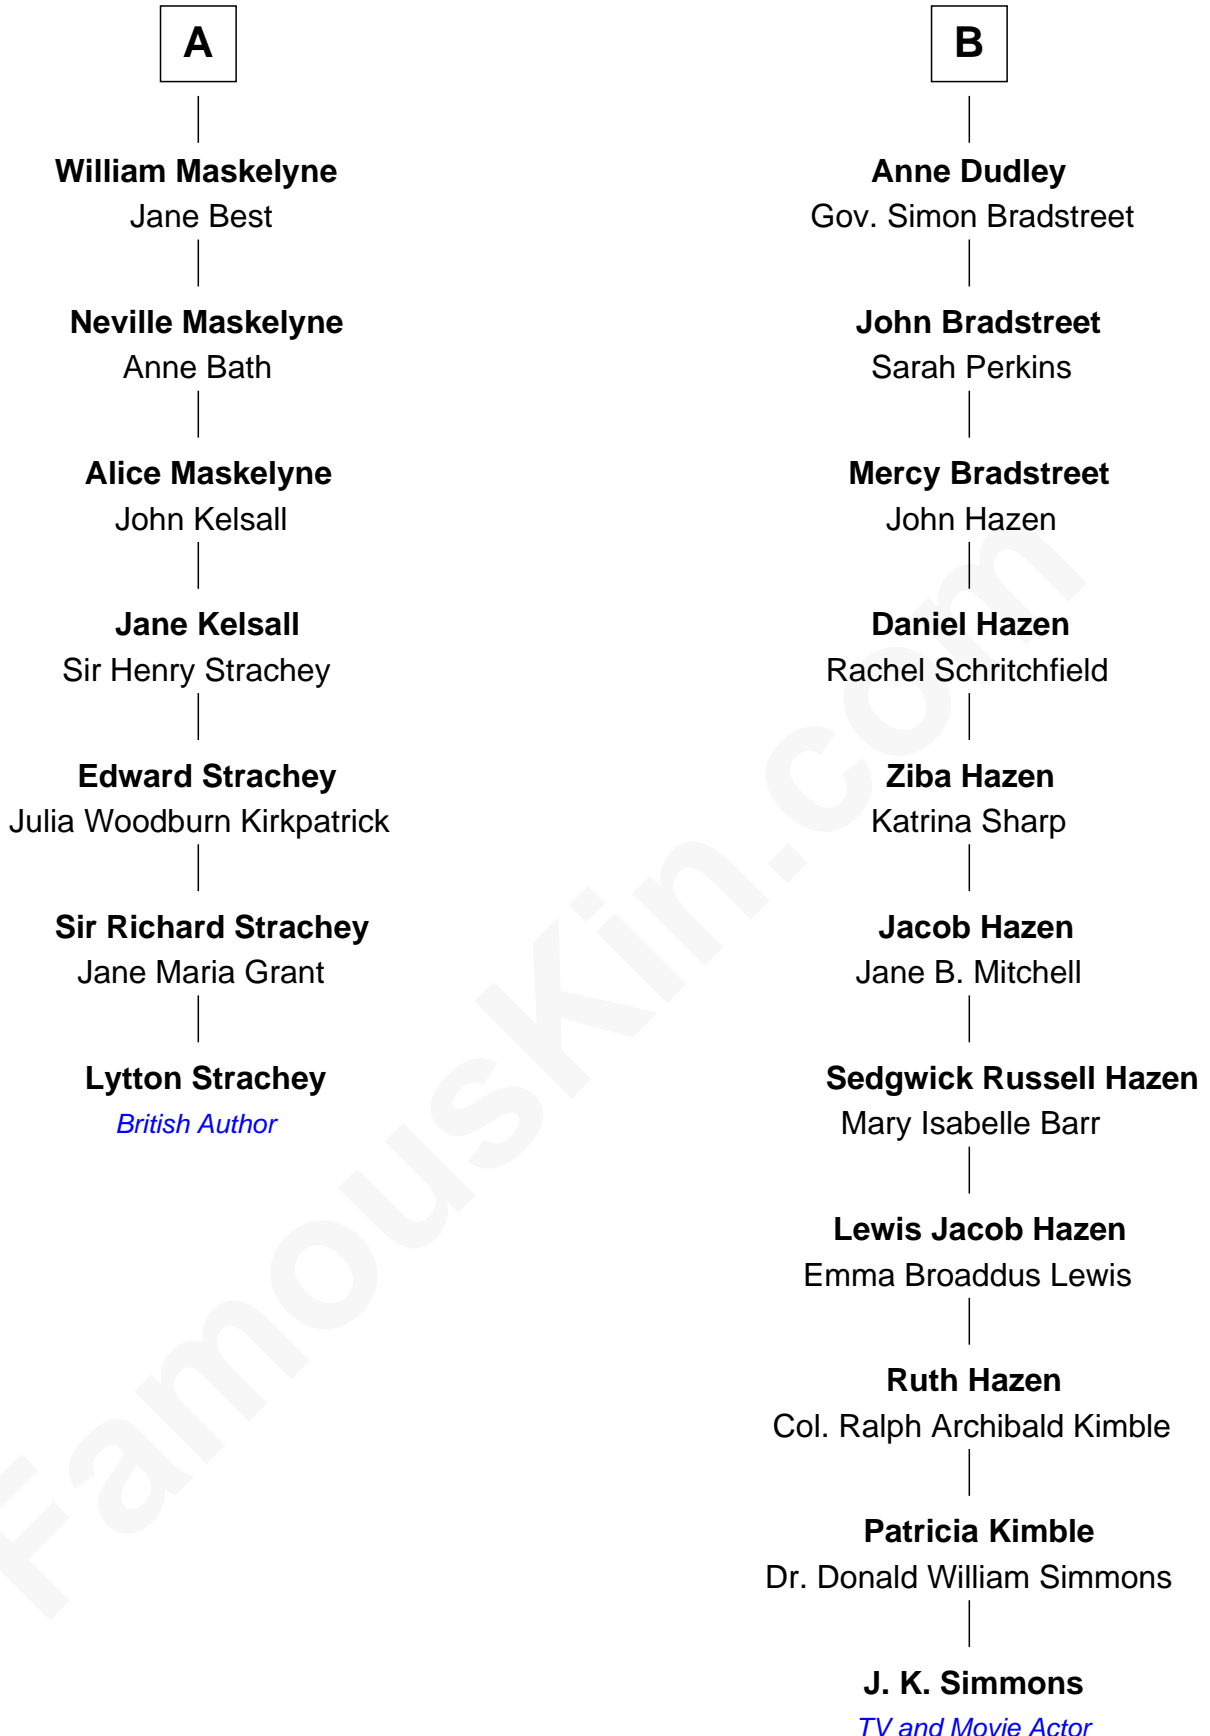 A
William Maskelyne
Jane Best
Neville Maskelyne
Anne Bath
Alice Maskelyne
John Kelsall
Jane Kelsall
Sir Henry Strachey
Edward Strachey
Julia Woodburn Kirkpatrick
Sir Richard Strachey
Jane Maria Grant
Lytton Strachey
British Author
B
Anne Dudley
Gov. Simon Bradstreet
John Bradstreet
Sarah Perkins
Mercy Bradstreet
John Hazen
Daniel Hazen
Rachel Schritchfield
Ziba Hazen
Katrina Sharp
Jacob Hazen
Jane B. Mitchell
Sedgwick Russell Hazen
Mary Isabelle Barr
Lewis Jacob Hazen
Emma Broaddus Lewis
Ruth Hazen
Col. Ralph Archibald Kimble
Patricia Kimble
Dr. Donald William Simmons
J. K. Simmons
TV and Movie Actor
FamousKin.com